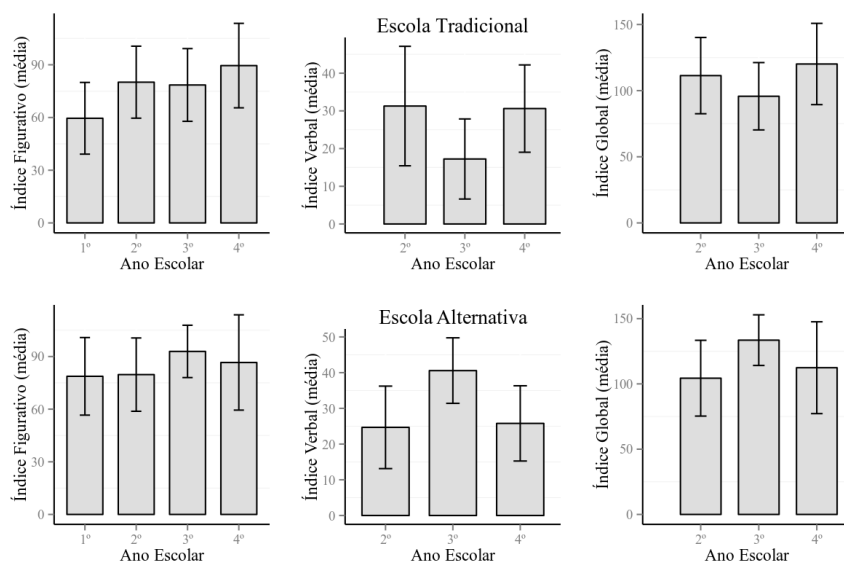 Escola Tradicional
Índice Figurativo (média)
90
60
30
0
1º 2º 3º 4º
Ano Escolar
Índice Verbal (média)
40
30
20
10
0
2º 3º 4º
Ano Escolar
Índice Global (média)
150
100
50
0
2º 3º 4º
Ano Escolar
Escola Alternativa
Índice Figurativo (média)
90
60
30
0
1º 2º 3º 4º
Ano Escolar
Índice Verbal (média)
50
40
30
20
10
0
2º 3º 4º
Ano Escolar
Índice Global (média)
150
100
50
0
2º 3º 4º
Ano Escolar